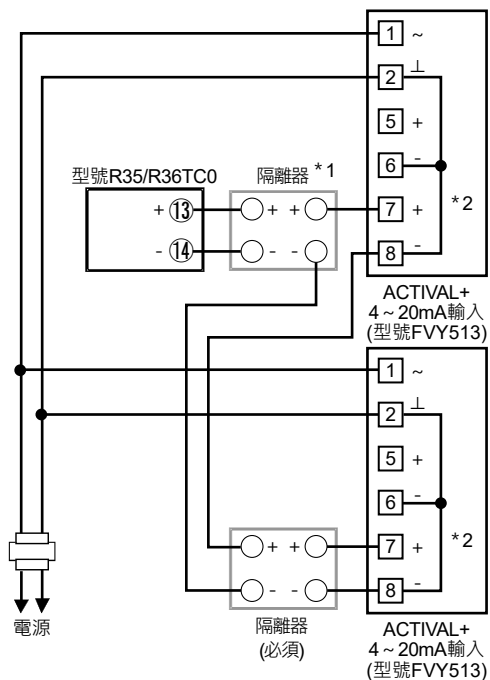 1 ~
2 ⊥
5 +
6 -
7 +
8 -
*2
型號R35/R36TC0
+ ⑬
- ⑭
隔離器 *1
+ +
- -
ACTIVAL+
4～20mA輸入
(型號FVY513)
1 ~
2 ⊥
5 +
6 -
7 +
8 -
*2
+ +
- -
隔離器
(必須)
電源
ACTIVAL+
4～20mA輸入
(型號FVY513)